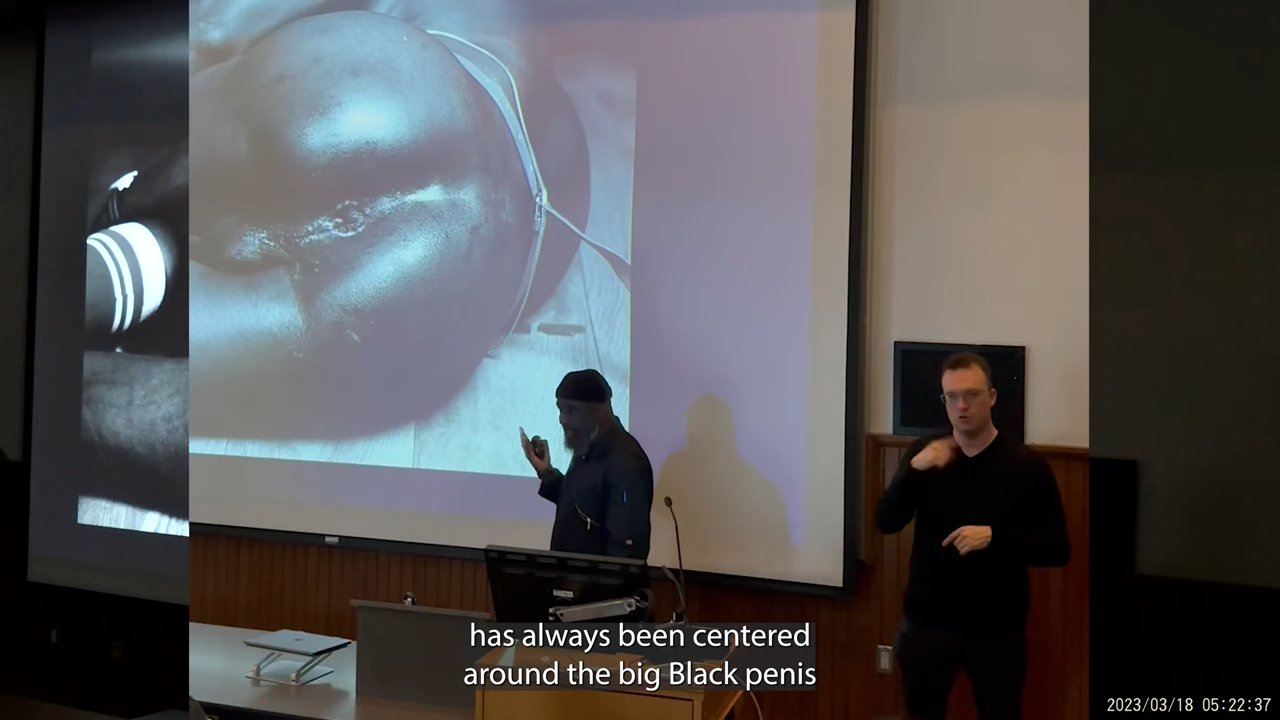 has always been centered
around the big Black penis
2023/03/18 05:22:37